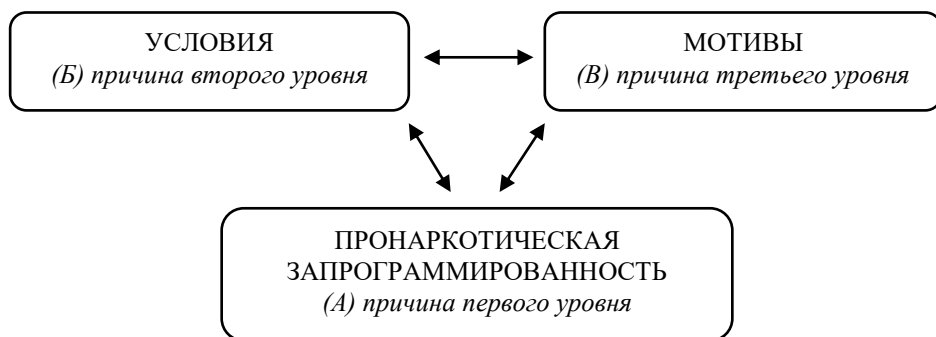 УСЛОВИЯ
(Б) причина второго уровня
МОТИВЫ
(В) причина третьего уровня
ПРОНАРКОТИЧЕСКАЯ
ЗАПРОГРАММИРОВАННОСТЬ
(А) причина первого уровня